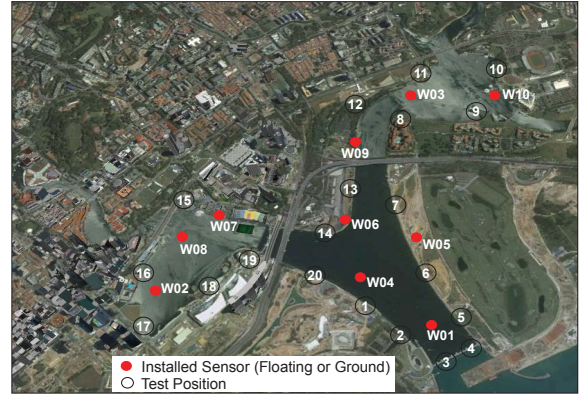 10
11
W03
W10
12
9
8
W09
13
7
15
W07
W06
14
W05
W08
19
16
20
6
W04
18
W02
1
5
17
W01
2
4
3
Installed Sensor (Floating or Ground)
Test Position